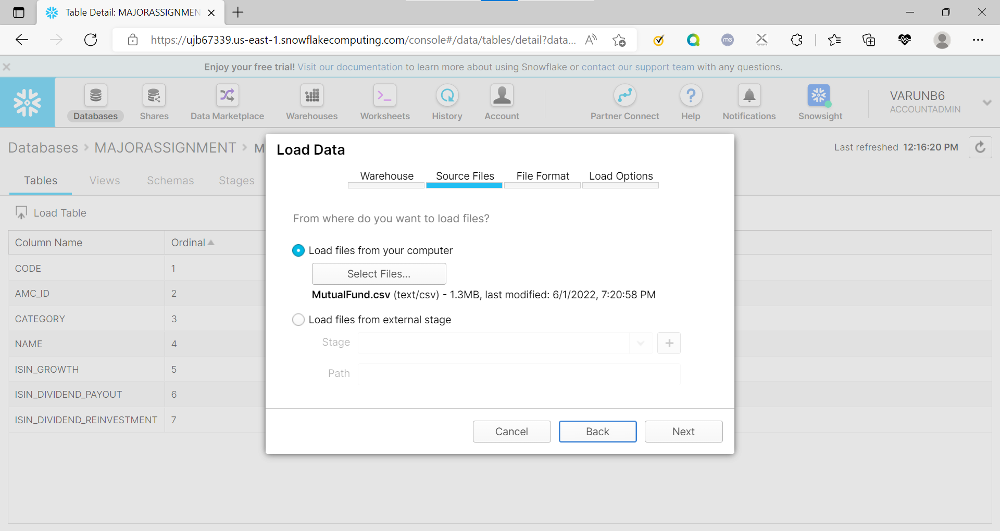 Table Detail: MAJORASSIGNMEN
https://ujb67339.us-east-1.snowflakecomputing.com/console#/data/tables/detail?data...
Enjoy your free trial! Visit our documentation to learn more about using Snowflake or contact our support team with any questions.
Databases Shares Data Marketplace Warehouses Worksheets History Account Partner Connect Help Notifications Snowsight
VARUNB6
ACCOUNTADMIN
Databases > MAJORASSIGNMENT > M
Last refreshed 12:16:20 PM
Tables Views Schemas Stages
Load Table
Column Name Ordinal
CODE 1
AMC_ID 2
CATEGORY 3
NAME 4
ISIN_GROWTH 5
ISIN_DIVIDEND_PAYOUT 6
ISIN_DIVIDEND_REINVESTMENT 7
Load Data
Warehouse Source Files File Format Load Options
From where do you want to load files?
Load files from your computer
Select Files...
MutualFund.csv (text/csv) - 1.3MB, last modified: 6/1/2022, 7:20:58 PM
Load files from external stage
Stage
Path
Cancel Back Next